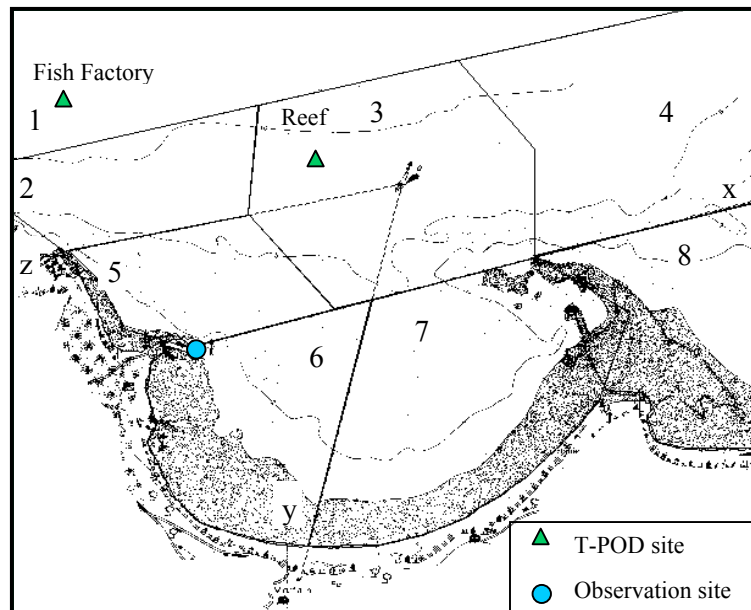 Fish Factory
1
Reef
3
4
2
x
z
5
8
7
6
y
T-POD site
Observation site